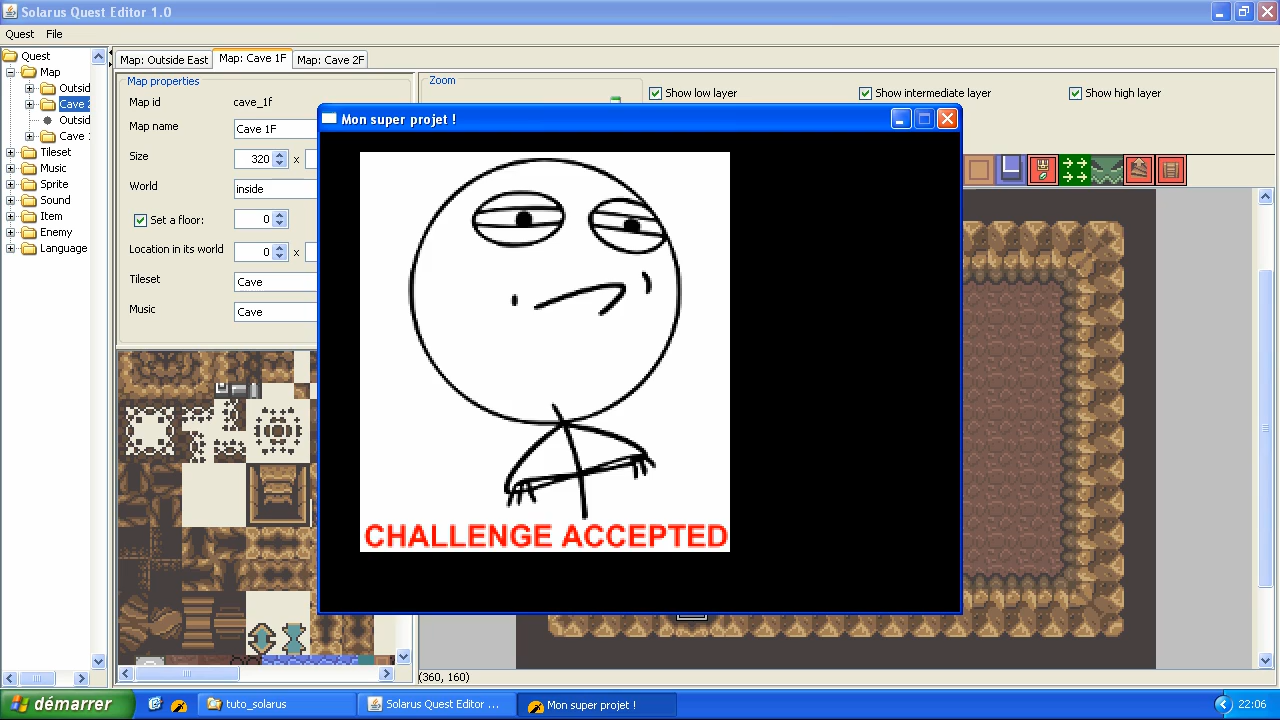 Solarus Quest Editor 1.0
Quest File
Quest
Map
Outsid
Cave 2
Outsid
Cave
Tileset
Music
Sprite
Sound
Item
Enemy
Language
Map: Outside East Map: Cave 1F Map: Cave 2F
Map properties
Map id cave_1f
Map name Cave 1F
Size 320 x
World inside
Set a floor: 0
Location in its world 0 x
Tileset Cave
Music Cave
Zoom
Show low layer Show intermediate layer Show high layer
Mon super projet !
CHALLENGE ACCEPTED
(360, 160)
démarrer tuto_solarus Solarus Quest Editor ... Mon super projet ! 22:06